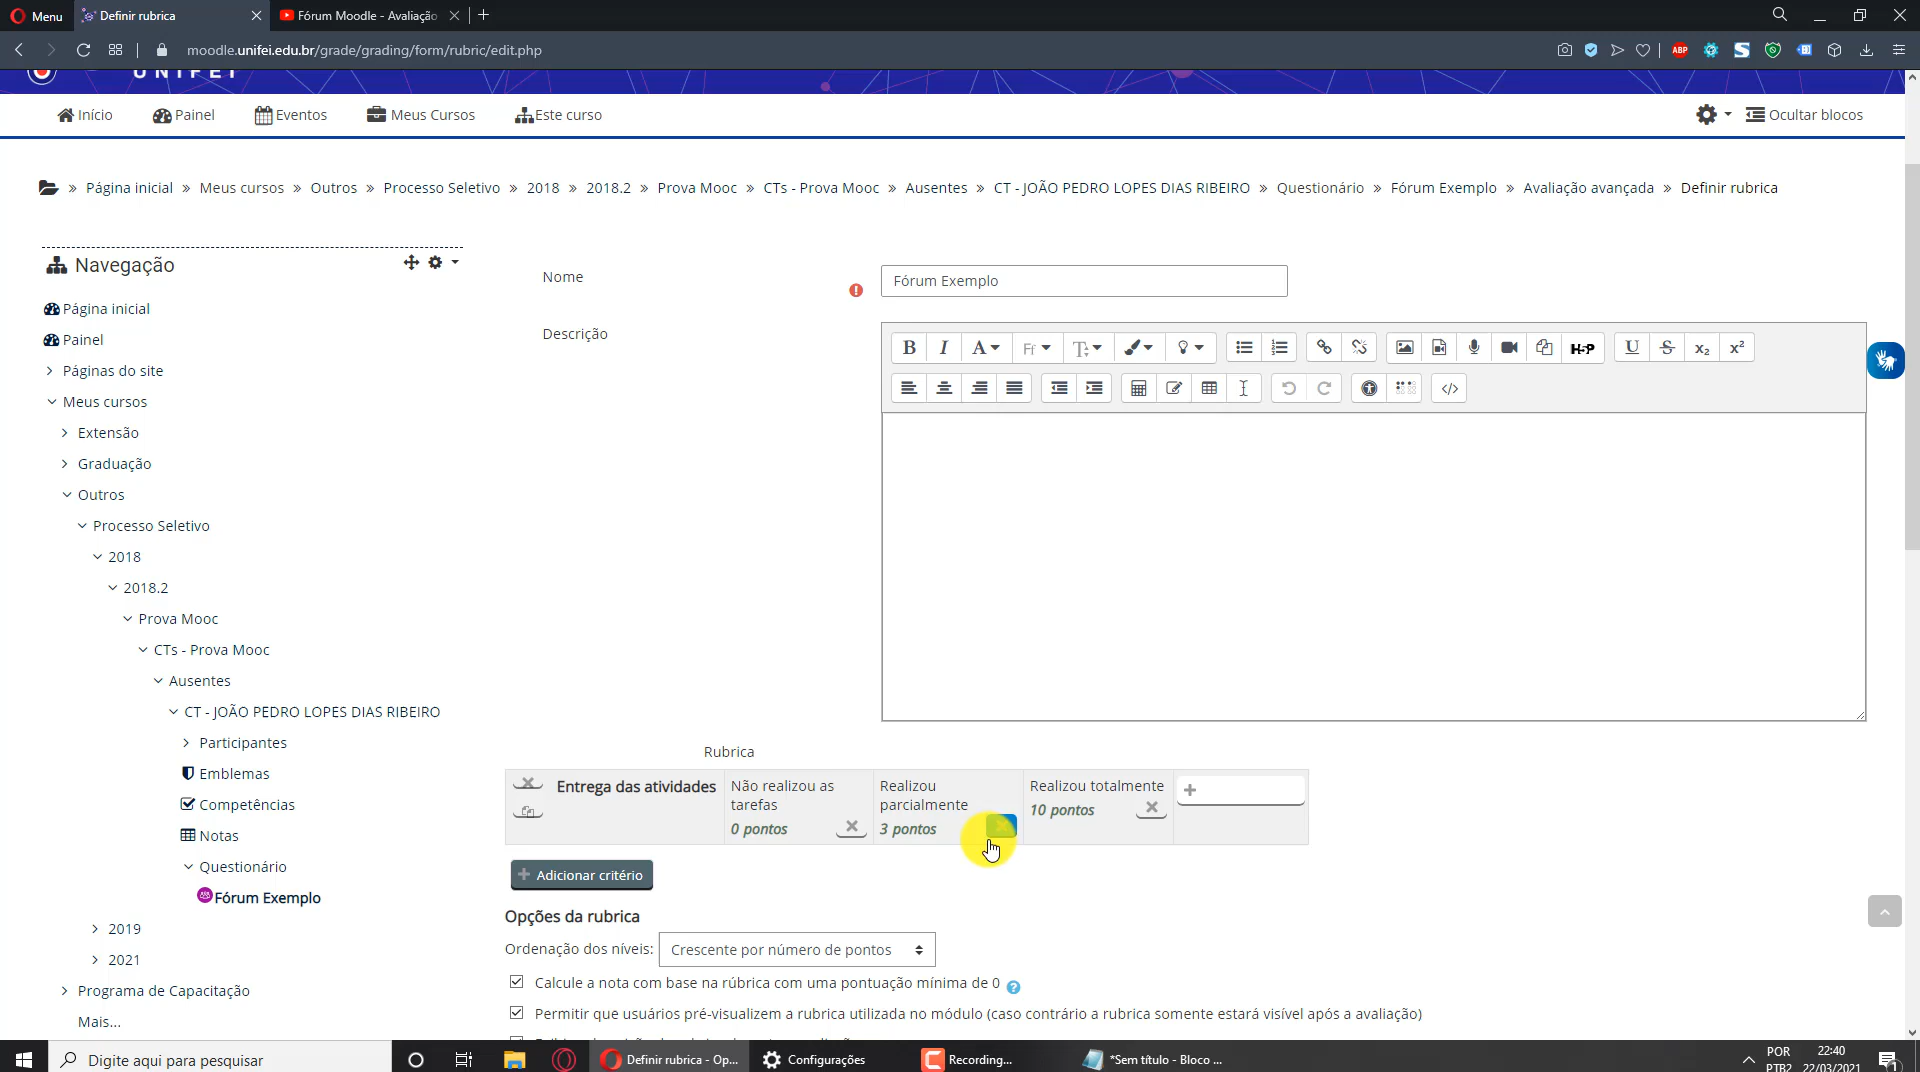 Menu
Definir rubrica
Fórum Moodle - Avaliação
moodle.unifei.edu.br/grade/grading/form/rubric/edit.php
ABP
UNIFEI
Início
Painel
Eventos
Meus Cursos
Este curso
Ocultar blocos
» Página inicial » Meus cursos » Outros » Processo Seletivo » 2018 » 2018.2 » Prova Mooc » CTs - Prova Mooc » Ausentes » CT - JOÃO PEDRO LOPES DIAS RIBEIRO » Questionário » Fórum Exemplo » Avaliação avançada » Definir rubrica
Navegação
Página inicial
Painel
Páginas do site
Meus cursos
Extensão
Graduação
Outros
Processo Seletivo
2018
2018.2
Prova Mooc
CTs - Prova Mooc
Ausentes
CT - JOÃO PEDRO LOPES DIAS RIBEIRO
Participantes
Emblemas
Competências
Notas
Questionário
Fórum Exemplo
2019
2021
Programa de Capacitação
Mais...
Nome
Fórum Exemplo
Descrição
Rubrica
Entrega das atividades
Não realizou as
tarefas
0 pontos
Realizou
parcialmente
3 pontos
Realizou totalmente
10 pontos
Adicionar critério
Opções da rubrica
Ordenação dos níveis: Crescente por número de pontos
Calcule a nota com base na rúbrica com uma pontuação mínima de 0
Permitir que usuários pré-visualizem a rubrica utilizada no módulo (caso contrário a rubrica somente estará visível após a avaliação)
Digite aqui para pesquisar
Definir rubrica - Op...
Configurações
Recording...
*Sem título - Bloco ...
POR
PTB2
22:40
22/03/2021